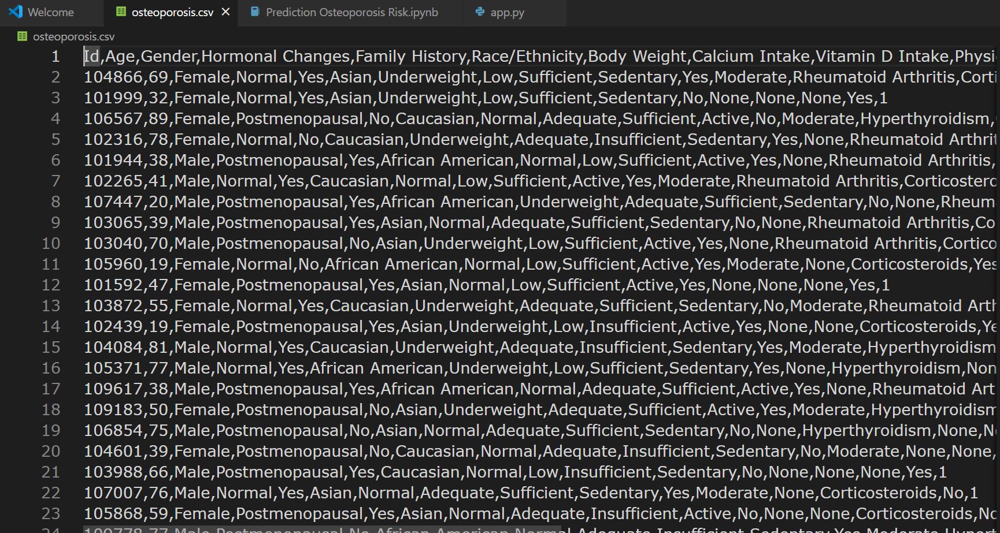 Welcome
osteoporosis.csv
Prediction Osteoporosis Risk.ipynb
app.py
osteoporosis.csv
1 Id,Age,Gender,Hormonal Changes,Family History,Race/Ethnicity,Body Weight,Calcium Intake,Vitamin D Intake,Physi
2 104866,69,Female,Normal,Yes,Asian,Underweight,Low,Sufficient,Sedentary,Yes,Moderate,Rheumatoid Arthritis,Corti
3 101999,32,Female,Normal,Yes,Asian,Underweight,Low,Sufficient,Sedentary,No,None,None,None,Yes,1
4 106567,89,Female,Postmenopausal,No,Caucasian,Normal,Adequate,Sufficient,Active,No,Moderate,Hyperthyroidism,
5 102316,78,Female,Normal,No,Caucasian,Underweight,Adequate,Insufficient,Sedentary,Yes,None,Rheumatoid Arthrit
6 101944,38,Male,Postmenopausal,Yes,African American,Normal,Low,Sufficient,Active,Yes,None,Rheumatoid Arthritis,
7 102265,41,Male,Normal,Yes,Caucasian,Normal,Low,Sufficient,Active,Yes,Moderate,Rheumatoid Arthritis,Corticostero
8 107447,20,Male,Postmenopausal,Yes,African American,Underweight,Adequate,Sufficient,Sedentary,No,None,Rheum
9 103065,39,Male,Postmenopausal,Yes,Asian,Normal,Adequate,Sufficient,Sedentary,No,None,Rheumatoid Arthritis,Co
10 103040,70,Male,Postmenopausal,No,Asian,Underweight,Low,Sufficient,Active,Yes,None,Rheumatoid Arthritis,Cortico
11 105960,19,Female,Normal,No,African American,Normal,Low,Sufficient,Active,Yes,Moderate,None,Corticosteroids,Yes
12 101592,47,Female,Postmenopausal,Yes,Asian,Normal,Low,Sufficient,Active,Yes,None,None,None,Yes,1
13 103872,55,Female,Normal,Yes,Caucasian,Underweight,Adequate,Sufficient,Sedentary,No,Moderate,Rheumatoid Arth
14 102439,19,Female,Postmenopausal,Yes,Asian,Underweight,Low,Insufficient,Active,Yes,None,None,Corticosteroids,Ye
15 104084,81,Male,Normal,Yes,Caucasian,Underweight,Adequate,Insufficient,Sedentary,Yes,Moderate,Hyperthyroidism
16 105371,77,Male,Normal,Yes,African American,Underweight,Low,Sufficient,Sedentary,Yes,None,Hyperthyroidism,Non
17 109617,38,Male,Postmenopausal,Yes,African American,Normal,Adequate,Sufficient,Active,Yes,None,Rheumatoid Art
18 109183,50,Female,Postmenopausal,No,Asian,Underweight,Adequate,Sufficient,Active,Yes,Moderate,Hyperthyroidism
19 106854,75,Male,Postmenopausal,No,Asian,Normal,Adequate,Sufficient,Sedentary,No,None,Hyperthyroidism,None,N
20 104601,39,Female,Postmenopausal,No,Caucasian,Normal,Adequate,Insufficient,Sedentary,No,Moderate,None,None,
21 103988,66,Male,Postmenopausal,Yes,Caucasian,Normal,Low,Insufficient,Sedentary,No,None,None,None,Yes,1
22 107007,76,Male,Normal,Yes,Asian,Normal,Adequate,Sufficient,Sedentary,Yes,Moderate,None,Corticosteroids,No,1
23 105868,59,Female,Postmenopausal,Yes,Asian,Normal,Adequate,Insufficient,Active,No,None,None,Corticosteroids,No
24 109778,77,Male,Postmenopausal,No,African American,Normal,Adequate,Insufficient,Sedentary,Yes,Moderate,Hypert